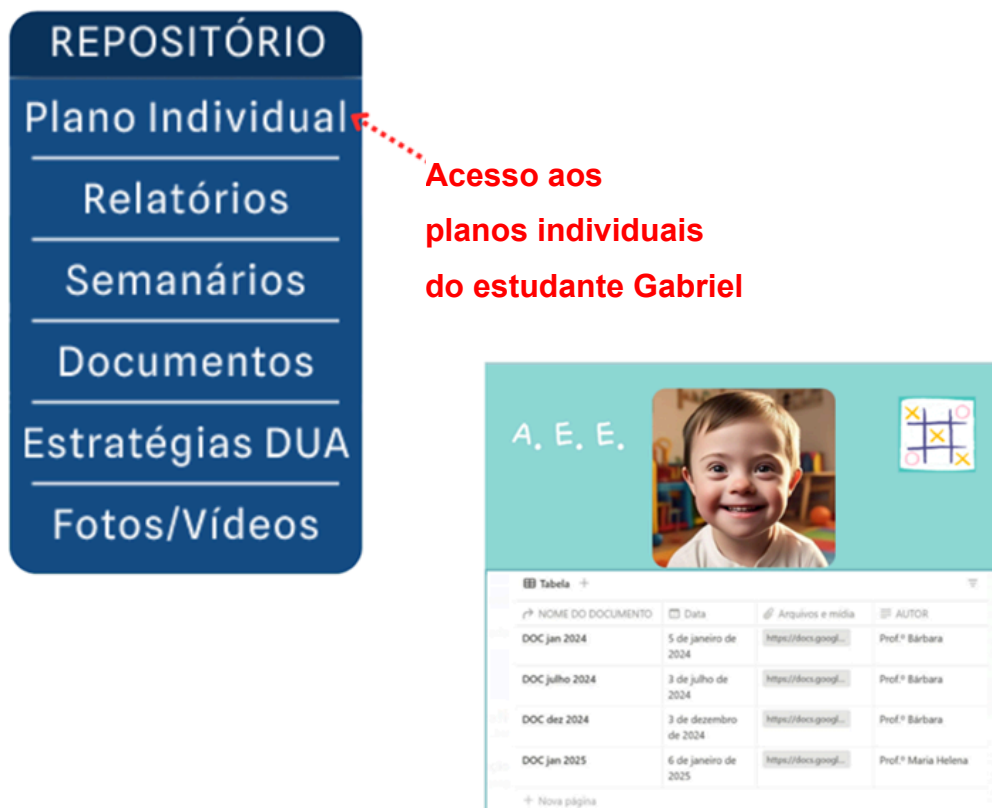 REPOSITÓRIO
Plano Individual
Relatórios
Semanários
Documentos
Estratégias DUA
Fotos/Vídeos
Acesso aos
planos individuais
do estudante Gabriel
A. E. E.
Tabela +
NOME DO DOCUMENTO Data Arquivos e mídia AUTOR
DOC jan 2024 5 de janeiro de 2024 https://docs.googl... Prof.ª Bárbara
DOC julho 2024 3 de julho de 2024 https://docs.googl... Prof.ª Bárbara
DOC dez 2024 3 de dezembro de 2024 https://docs.googl... Prof.ª Bárbara
DOC jan 2025 6 de janeiro de 2025 https://docs.googl... Prof.ª Maria Helena
+ Nova página